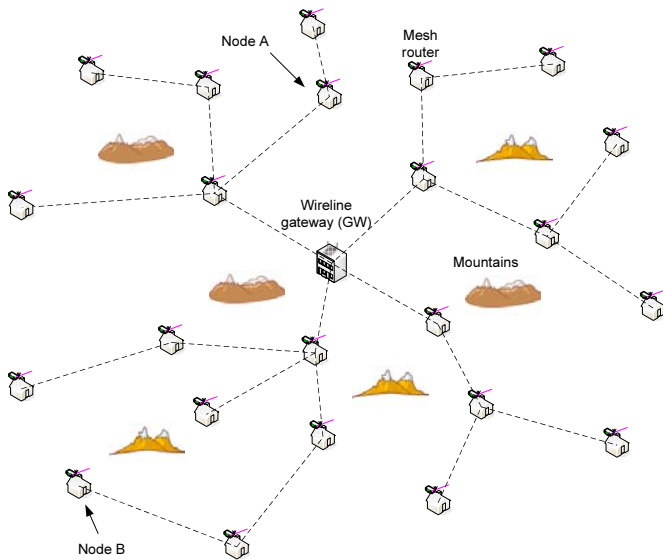 Node A
Mesh
router
Wireline
gateway (GW)
Mountains
Node B